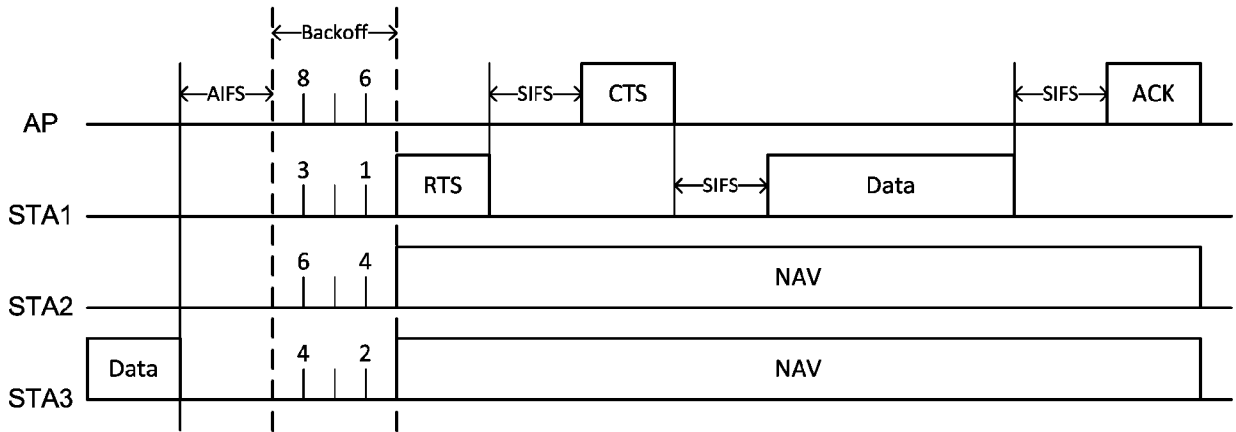 Backoff
AP AIFS 8 6 SIFS CTS SIFS ACK
STA1 3 1 RTS SIFS Data
STA2 6 4 NAV
STA3 Data 4 2 NAV